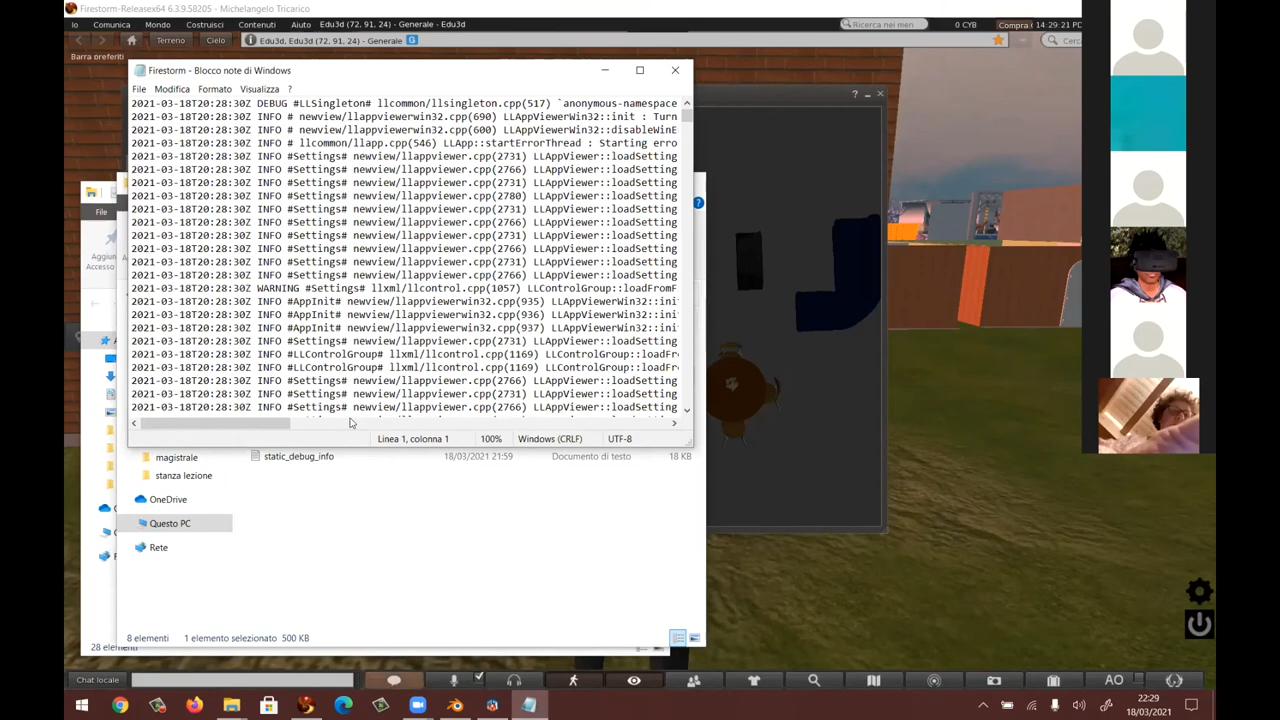 Firestorm-Releasex64 6.3.9.58205 - Michelangelo Tricarico
Io Comunica Mondo Costruisci Contenuti Aiuto Edu3d (72, 91, 24) - Generale - Edu3d
Ricerca nei men 0 CYB Compra 14:29:21 PD
Terreno Cielo Edu3d, Edu3d (72, 91, 24) - Generale G Cerc
Barra preferiti
Firestorm - Blocco note di Windows
File Modifica Formato Visualizza ?
2021-03-18T20:28:30Z DEBUG #LLSingleton# llcommon/llsingleton.cpp(517) `anonymous-namespace
2021-03-18T20:28:30Z INFO # newview/llappviewerwin32.cpp(690) LLAppViewerWin32::init : Turn
2021-03-18T20:28:30Z INFO # newview/llappviewerwin32.cpp(600) LLAppViewerWin32::disableWinE
2021-03-18T20:28:30Z INFO # llcommon/llapp.cpp(546) LLApp::startErrorThread : Starting erro
2021-03-18T20:28:30Z INFO #Settings# newview/llappviewer.cpp(2731) LLAppViewer::loadSetting
2021-03-18T20:28:30Z INFO #Settings# newview/llappviewer.cpp(2766) LLAppViewer::loadSetting
2021-03-18T20:28:30Z INFO #Settings# newview/llappviewer.cpp(2731) LLAppViewer::loadSetting
2021-03-18T20:28:30Z INFO #Settings# newview/llappviewer.cpp(2780) LLAppViewer::loadSetting
2021-03-18T20:28:30Z INFO #Settings# newview/llappviewer.cpp(2731) LLAppViewer::loadSetting
2021-03-18T20:28:30Z INFO #Settings# newview/llappviewer.cpp(2766) LLAppViewer::loadSetting
2021-03-18T20:28:30Z INFO #Settings# newview/llappviewer.cpp(2731) LLAppViewer::loadSetting
2021-03-18T20:28:30Z INFO #Settings# newview/llappviewer.cpp(2766) LLAppViewer::loadSetting
2021-03-18T20:28:30Z INFO #Settings# newview/llappviewer.cpp(2731) LLAppViewer::loadSetting
2021-03-18T20:28:30Z INFO #Settings# newview/llappviewer.cpp(2766) LLAppViewer::loadSetting
2021-03-18T20:28:30Z WARNING #Settings# llxml/llcontrol.cpp(1057) LLControlGroup::loadFromF
2021-03-18T20:28:30Z INFO #AppInit# newview/llappviewerwin32.cpp(935) LLAppViewerWin32::ini
2021-03-18T20:28:30Z INFO #AppInit# newview/llappviewerwin32.cpp(936) LLAppViewerWin32::ini
2021-03-18T20:28:30Z INFO #AppInit# newview/llappviewerwin32.cpp(937) LLAppViewerWin32::ini
2021-03-18T20:28:30Z INFO #Settings# newview/llappviewer.cpp(2731) LLAppViewer::loadSetting
2021-03-18T20:28:30Z INFO #LLControlGroup# llxml/llcontrol.cpp(1169) LLControlGroup::loadFr
2021-03-18T20:28:30Z INFO #LLControlGroup# llxml/llcontrol.cpp(1169) LLControlGroup::loadFr
2021-03-18T20:28:30Z INFO #Settings# newview/llappviewer.cpp(2766) LLAppViewer::loadSetting
2021-03-18T20:28:30Z INFO #Settings# newview/llappviewer.cpp(2731) LLAppViewer::loadSetting
2021-03-18T20:28:30Z INFO #Settings# newview/llappviewer.cpp(2766) LLAppViewer::loadSetting
Linea 1, colonna 1 100% Windows (CRLF) UTF-8
File
Aggiun
Accesso
magistrale
static_debug_info 18/03/2021 21:59 Documento di testo 18 KB
stanza lezione
OneDrive
Questo PC
Rete
8 elementi 1 elemento selezionato 500 KB
28 elementi
Chat locale
AO
22:29
18/03/2021